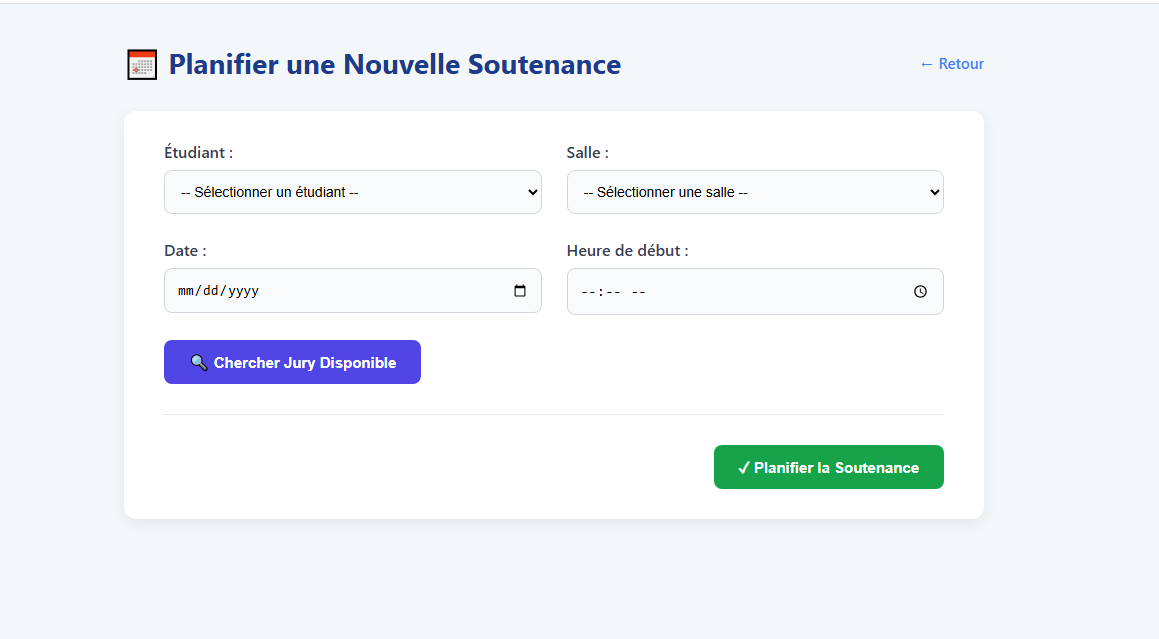 Planifier une Nouvelle Soutenance
← Retour
Étudiant :
Salle :
-- Sélectionner un étudiant --
-- Sélectionner une salle --
Date :
Heure de début :
mm/dd/yyyy
--:-- --
Chercher Jury Disponible
✓ Planifier la Soutenance